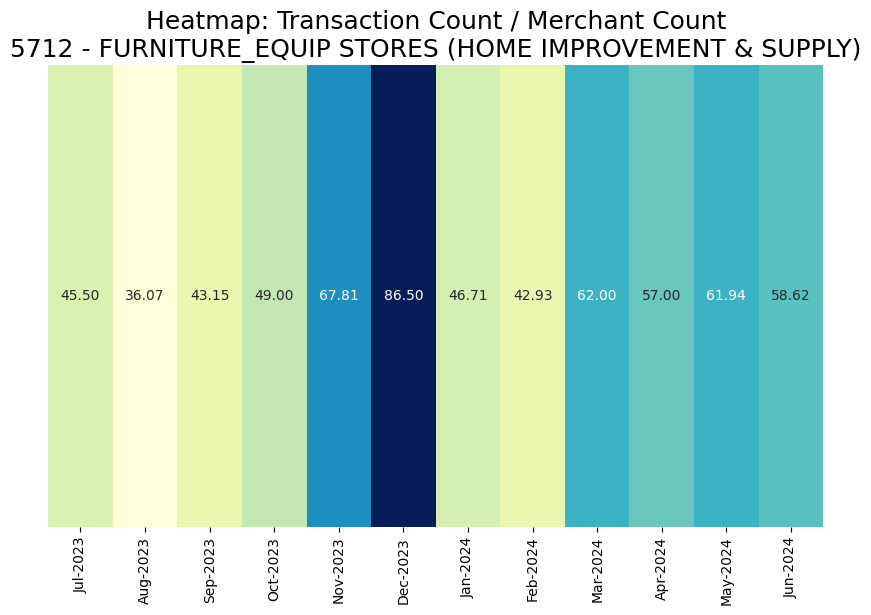 Heatmap: Transaction Count / Merchant Count
5712 - FURNITURE_EQUIP STORES (HOME IMPROVEMENT & SUPPLY)
45.50 36.07 43.15 49.00 67.81 86.50 46.71 42.93 62.00 57.00 61.94 58.62
Jul-2023 Aug-2023 Sep-2023 Oct-2023 Nov-2023 Dec-2023 Jan-2024 Feb-2024 Mar-2024 Apr-2024 May-2024 Jun-2024